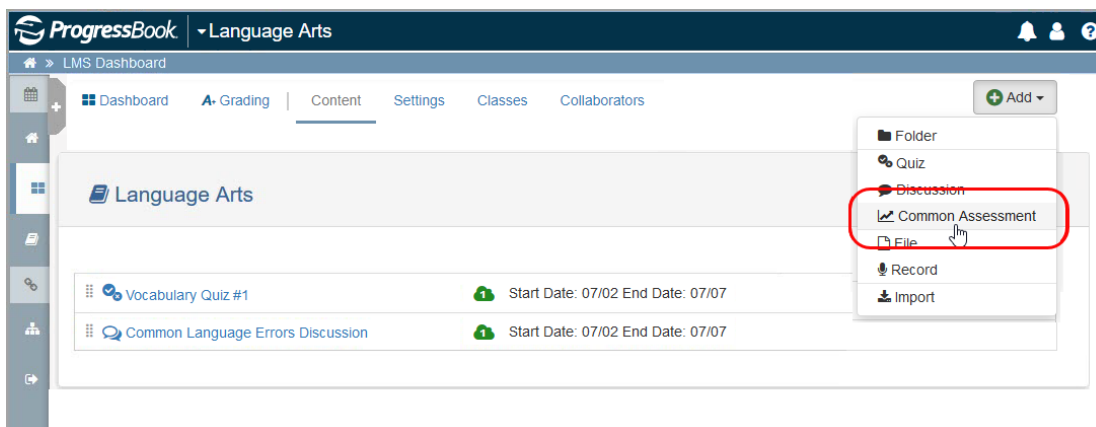 ProgressBook Language Arts
LMS Dashboard
Dashboard A+ Grading Content Settings Classes Collaborators Add
Folder
Quiz
Discussion
Common Assessment
File
Record
Import
Language Arts
Vocabulary Quiz #1 1 Start Date: 07/02 End Date: 07/07
Common Language Errors Discussion 1 Start Date: 07/02 End Date: 07/07